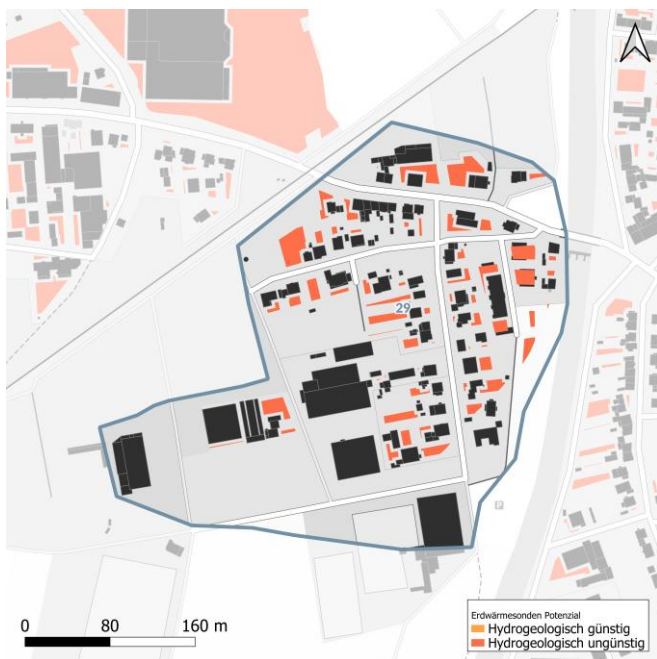 29
P
0 80 160 m
Erdwärmesonden Potenzial
Hydrogeologisch günstig
Hydrogeologisch ungünstig